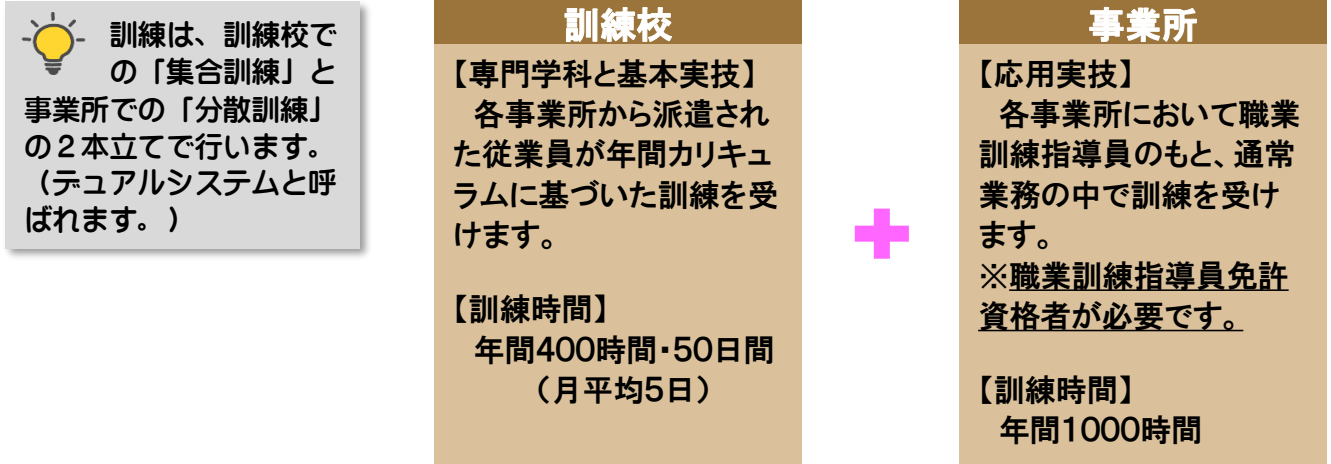 訓練は、訓練校で
の「集合訓練」と
事業所での「分散訓練」
の２本立てで行います。
（デュアルシステムと呼
ばれます。）
訓練校
【専門学科と基本実技】
各事業所から派遣され
た従業員が年間カリキュ
ラムに基づいた訓練を受
けます。
【訓練時間】
年間400時間・50日間
（月平均5日）
事業所
【応用実技】
各事業所において職業
訓練指導員のもと、通常
業務の中で訓練を受け
ます。
※職業訓練指導員免許
資格者が必要です。
【訓練時間】
年間1000時間